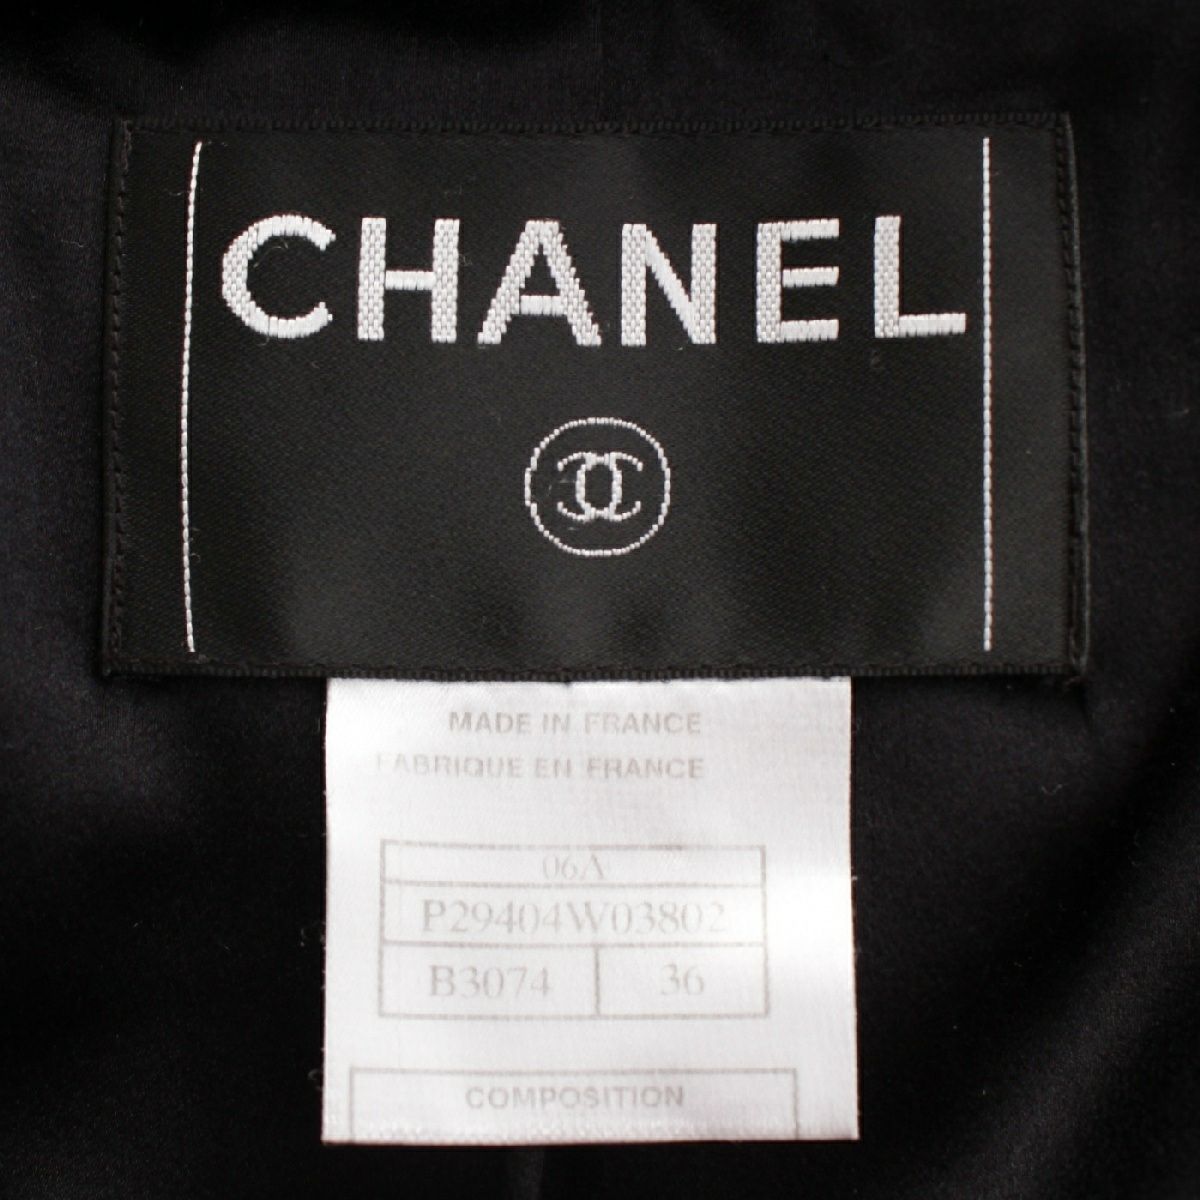 CHANEL
MADE IN FRANCE
FABRIQUE EN FRANCE
06A
P29404W03802
B3074 36
COMPOSITION